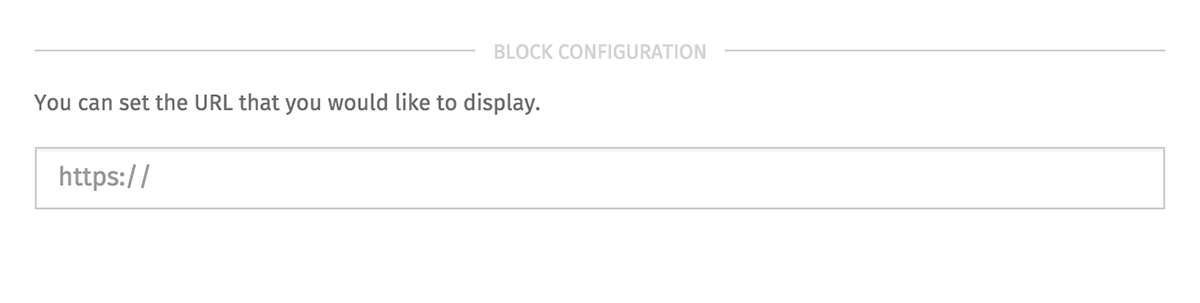 BLOCK CONFIGURATION
You can set the URL that you would like to display.
https://